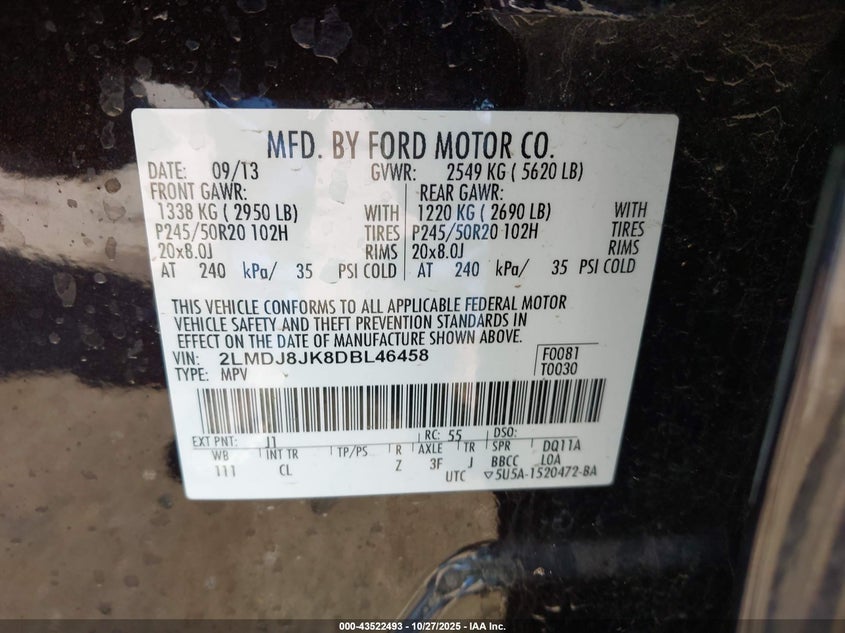 MFD. BY FORD MOTOR CO.
DATE: 09/13 GVWR: 2549 KG ( 5620 LB)
FRONT GAWR: REAR GAWR:
1338 KG ( 2950 LB) WITH 1220 KG ( 2690 LB) WITH
P245/50R20 102H TIRES P245/50R20 102H TIRES
20x8.0J RIMS 20x8.0J RIMS
AT 240 kPa/ 35 PSI COLD AT 240 kPa/ 35 PSI COLD
THIS VEHICLE CONFORMS TO ALL APPLICABLE FEDERAL MOTOR
VEHICLE SAFETY AND THEFT PREVENTION STANDARDS IN
EFFECT ON THE DATE OF MANUFACTURE SHOWN ABOVE.
VIN: 2LMDJ8JK8DBL46458 F0081
TYPE: MPV T0030
EXT PNT: J1 RC: 55 DSO:
WB INT TR TP/PS R AXLE TR SPR DQ11A
111 CL Z 3F J BBCC LOA
UTC ▽5U5A-1520472-BA
000-43522493 - 10/27/2025 - IAA Inc.